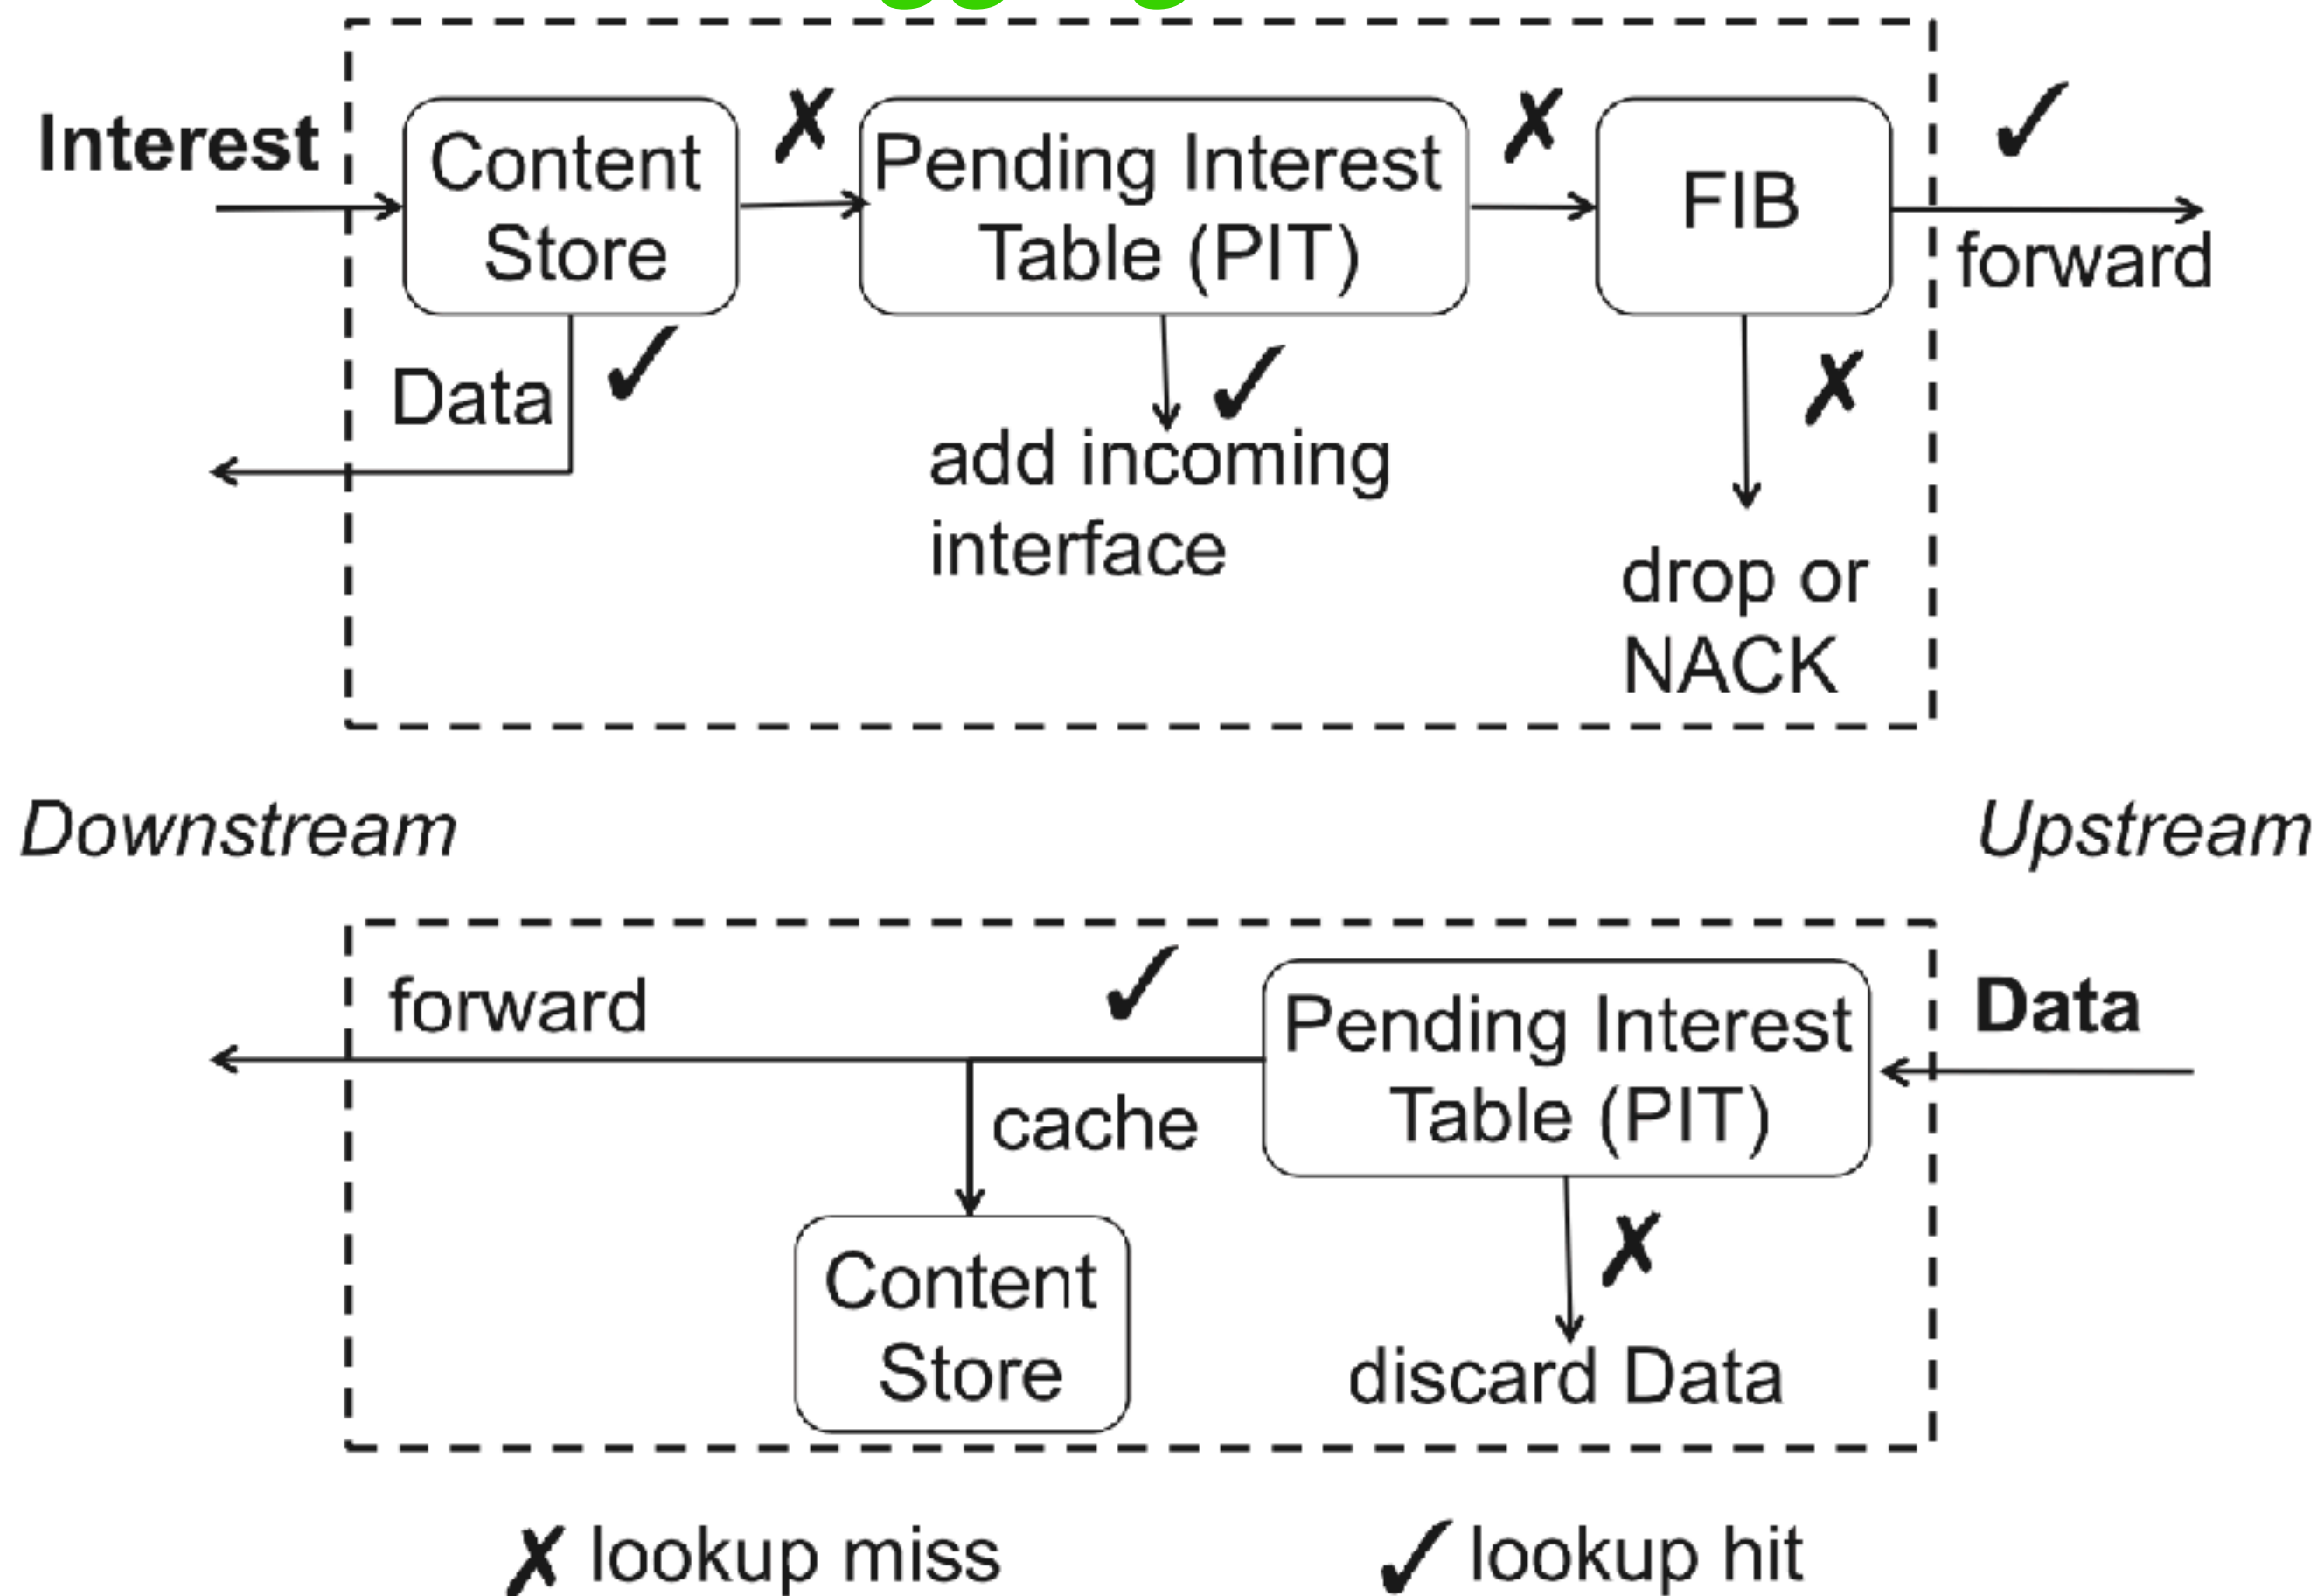 Interest
Content
Store
Pending Interest
Table (PIT)
FIB
forward
Data
add incoming
interface
drop or
NACK
Downstream
Upstream
forward
Pending Interest
Table (PIT)
Data
cache
Content
Store
discard Data
✗ lookup miss
✓ lookup hit